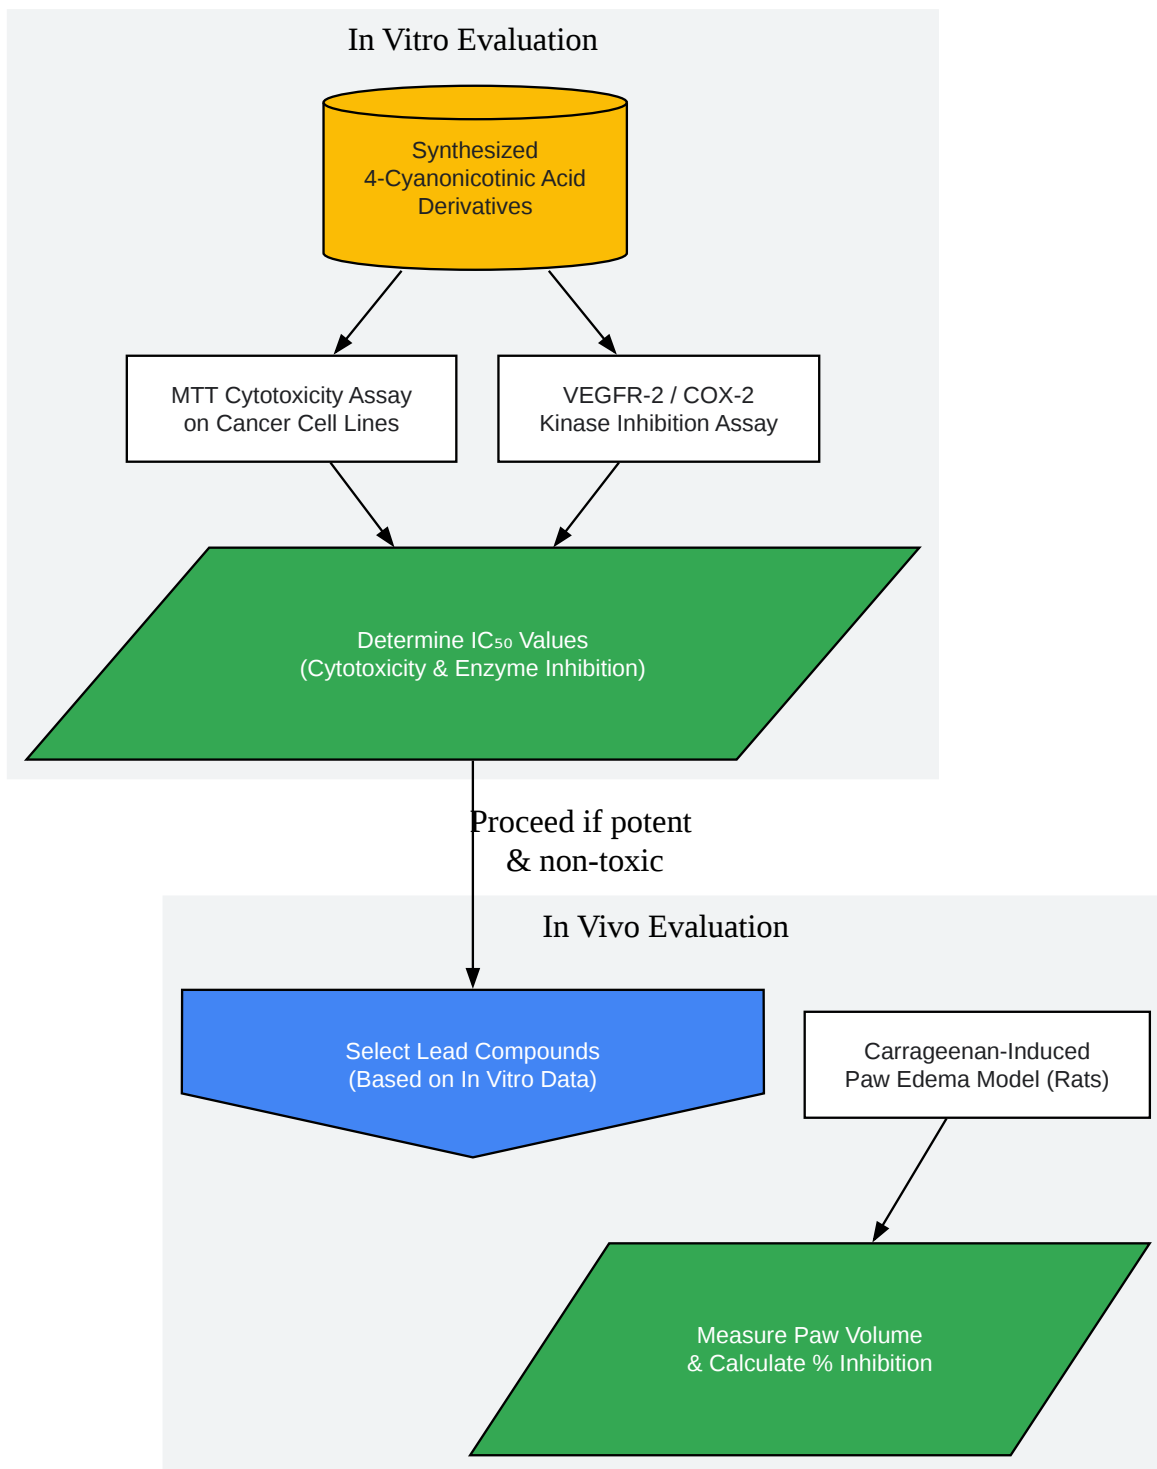 In Vitro Evaluation
Synthesized
4-Cyanonicotinic Acid
Derivatives
MTT Cytotoxicity Assay
on Cancer Cell Lines
VEGFR-2 / COX-2
Kinase Inhibition Assay
Determine IC₅₀ Values
(Cytotoxicity & Enzyme Inhibition)
Proceed if potent
& non-toxic
In Vivo Evaluation
Select Lead Compounds
(Based on In Vitro Data)
Carrageenan-Induced
Paw Edema Model (Rats)
Measure Paw Volume
& Calculate % Inhibition